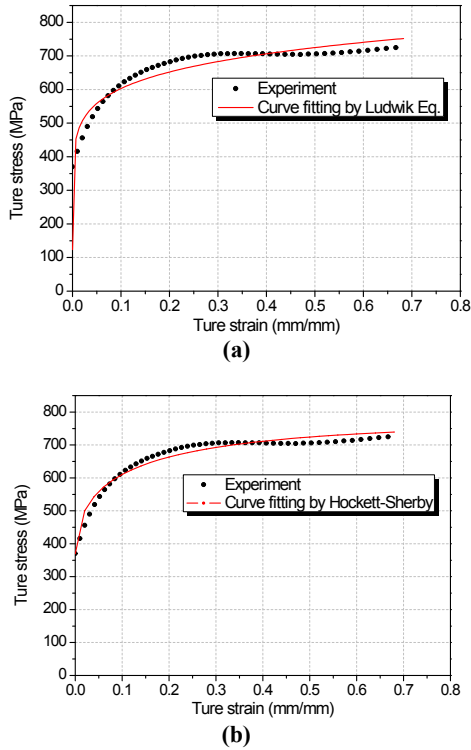 800
700
600
500
400
300
200
100
0
Ture stress (MPa)
Experiment
Curve fitting by Ludwik Eq.
0.0 0.1 0.2 0.3 0.4 0.5 0.6 0.7 0.8
Ture strain (mm/mm)
(a)
800
700
600
500
400
300
200
100
0
Ture stress (MPa)
Experiment
Curve fitting by Hockett-Sherby
0.0 0.1 0.2 0.3 0.4 0.5 0.6 0.7 0.8
Ture strain (mm/mm)
(b)